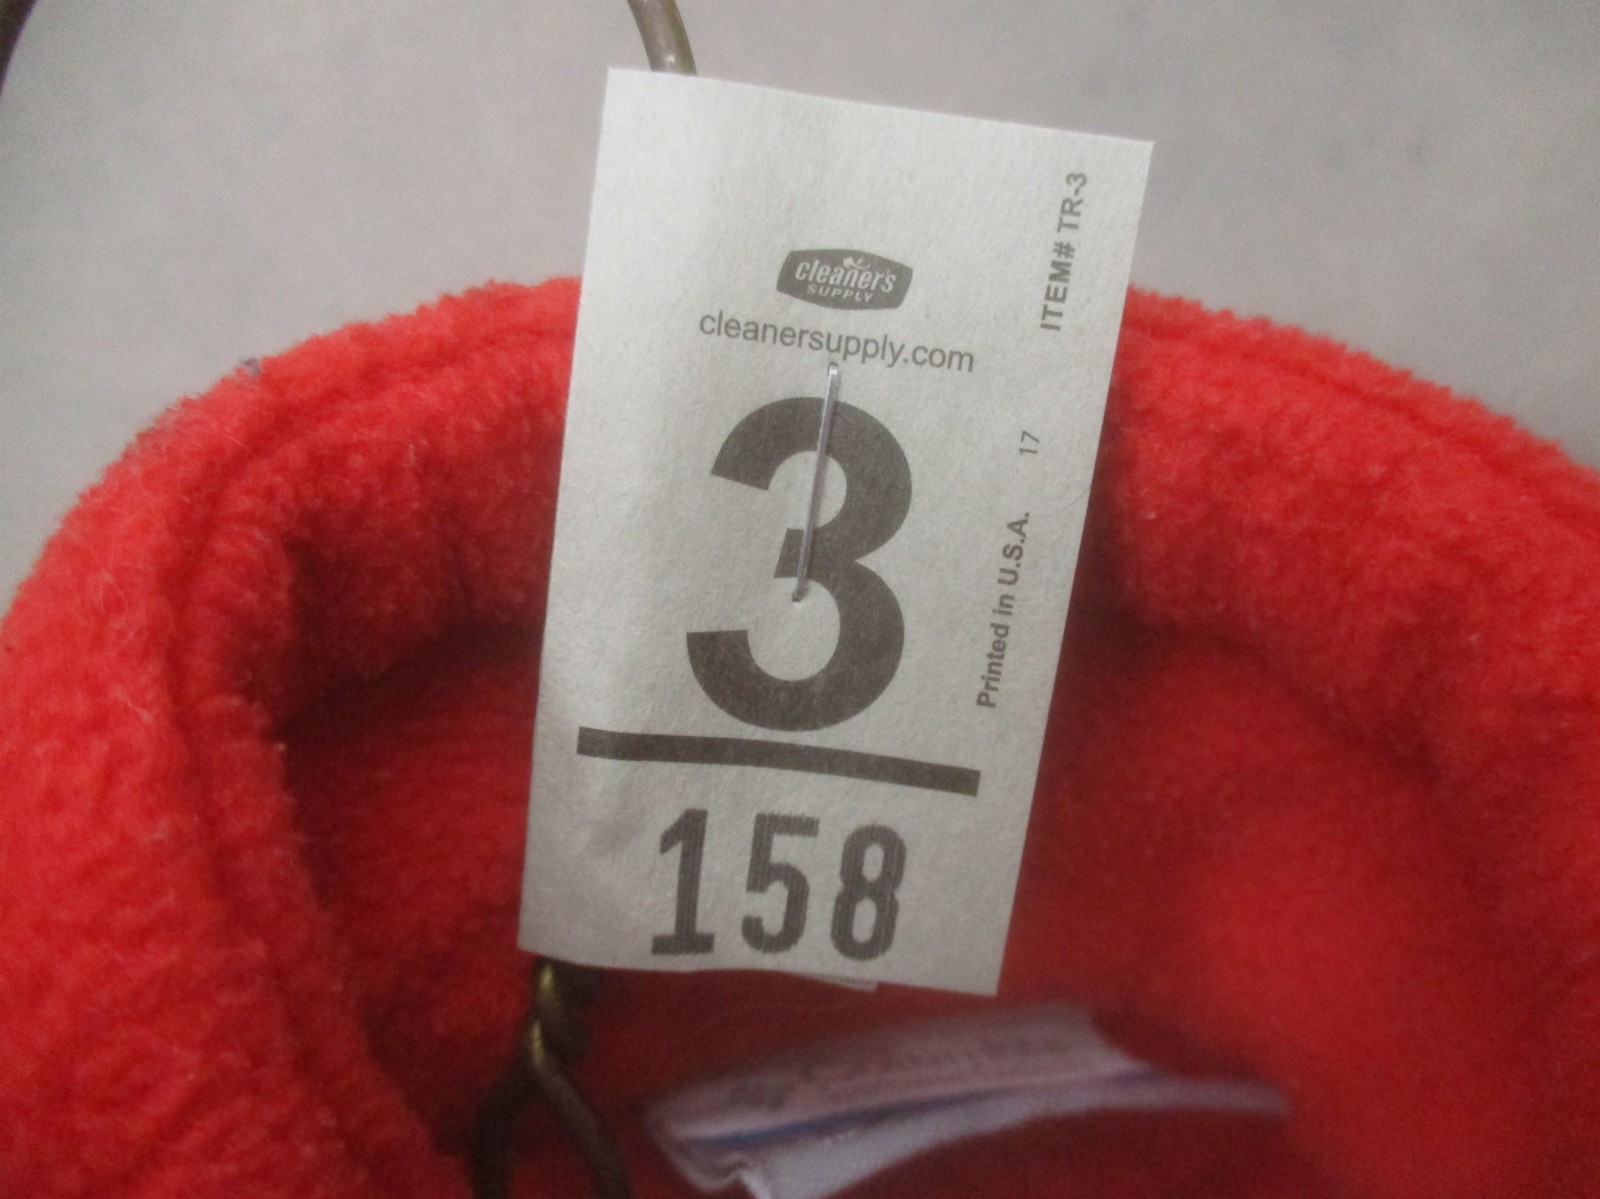 cleaner's
SUPPLY
cleanersupply.com
3
158
ITEM# TR-3
Printed in U.S.A. 17